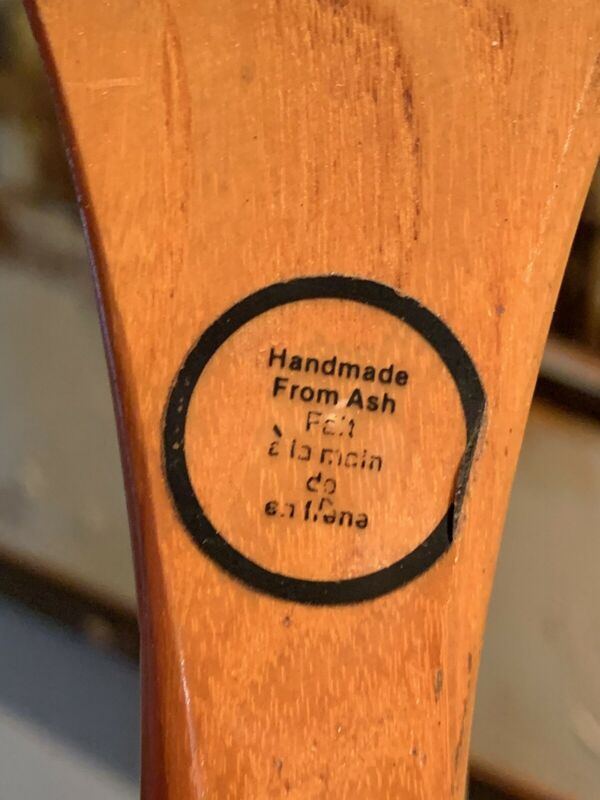 Handmade
From Ash
Fait
à la main
de
en frêne